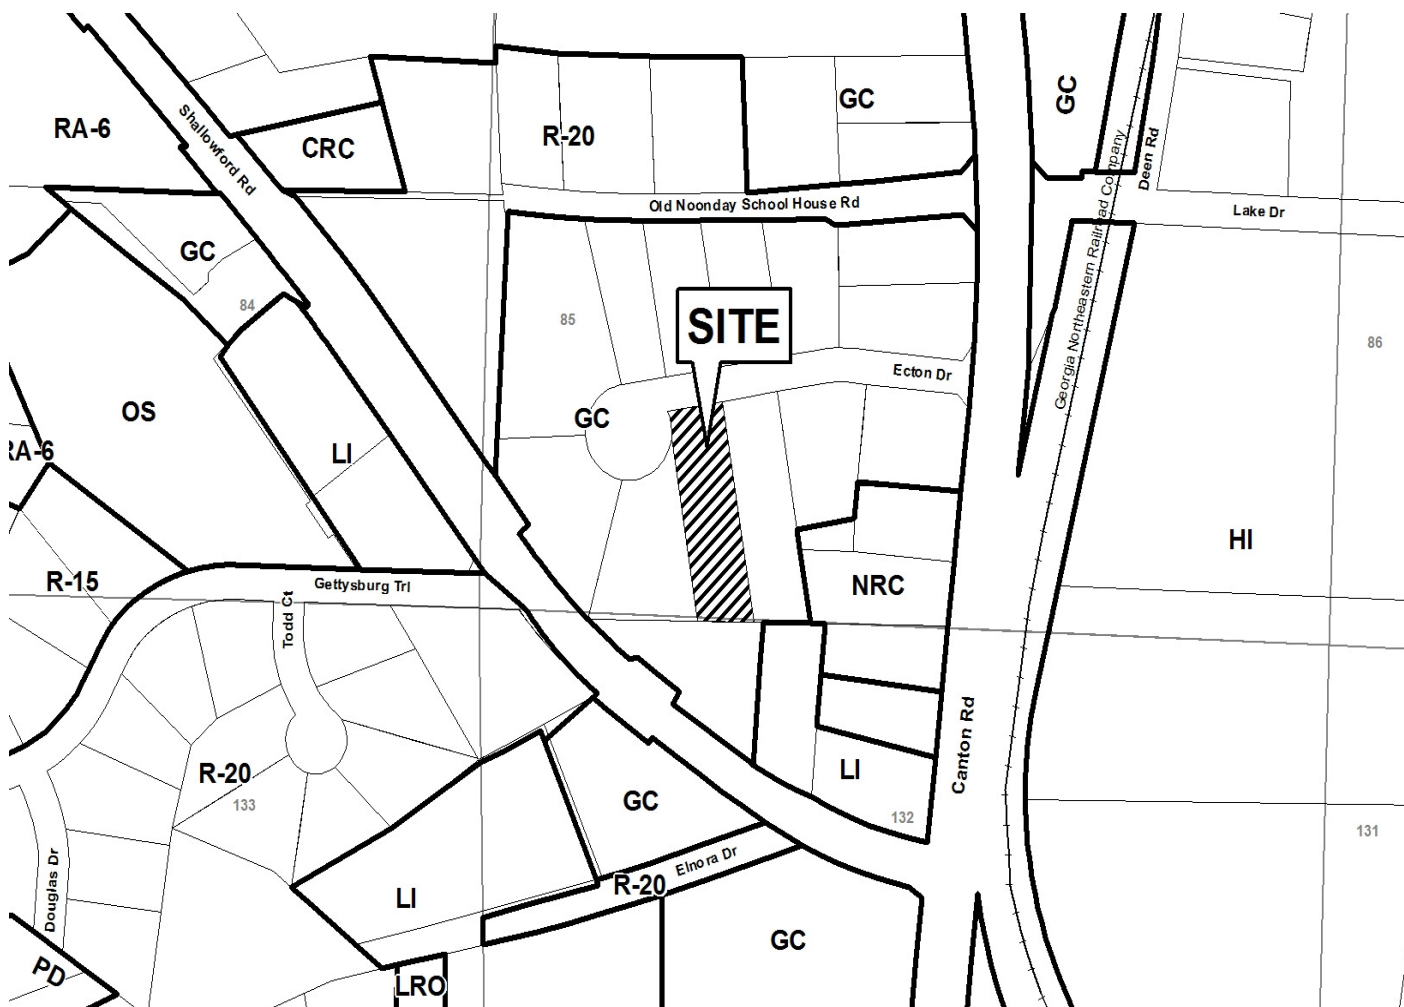 GC
GC
RA-6
Shallowford Rd
CRC
R-20
Georgia Northeastern Railroad Company
Deen Rd
Old Noonday School House Rd
Lake Dr
GC
84
85
SITE
86
Ecton Dr
OS
GC
RA-6
LI
HI
R-15
Gettysburg Trl
Todd Ct
NRC
Canton Rd
R-20
133
LI
GC
132
131
Elnora Dr
Douglas Dr
R-20
LI
GC
PD
LRO